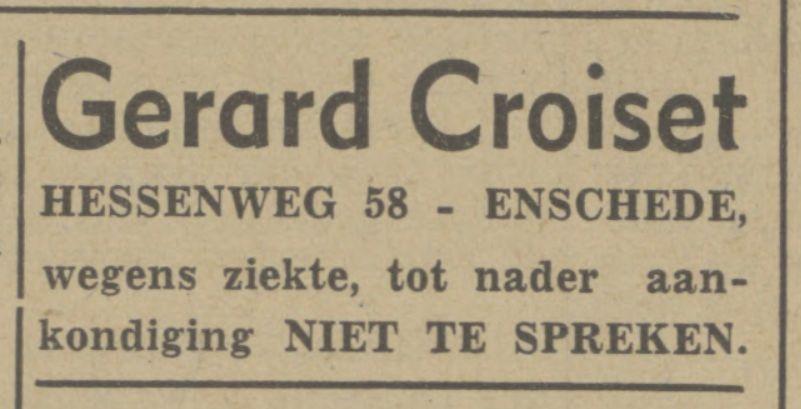 Gerard Croiset
HESSENWEG 58 - ENSCHEDE,
wegens ziekte, tot nader aan-
kondiging NIET TE SPREKEN.